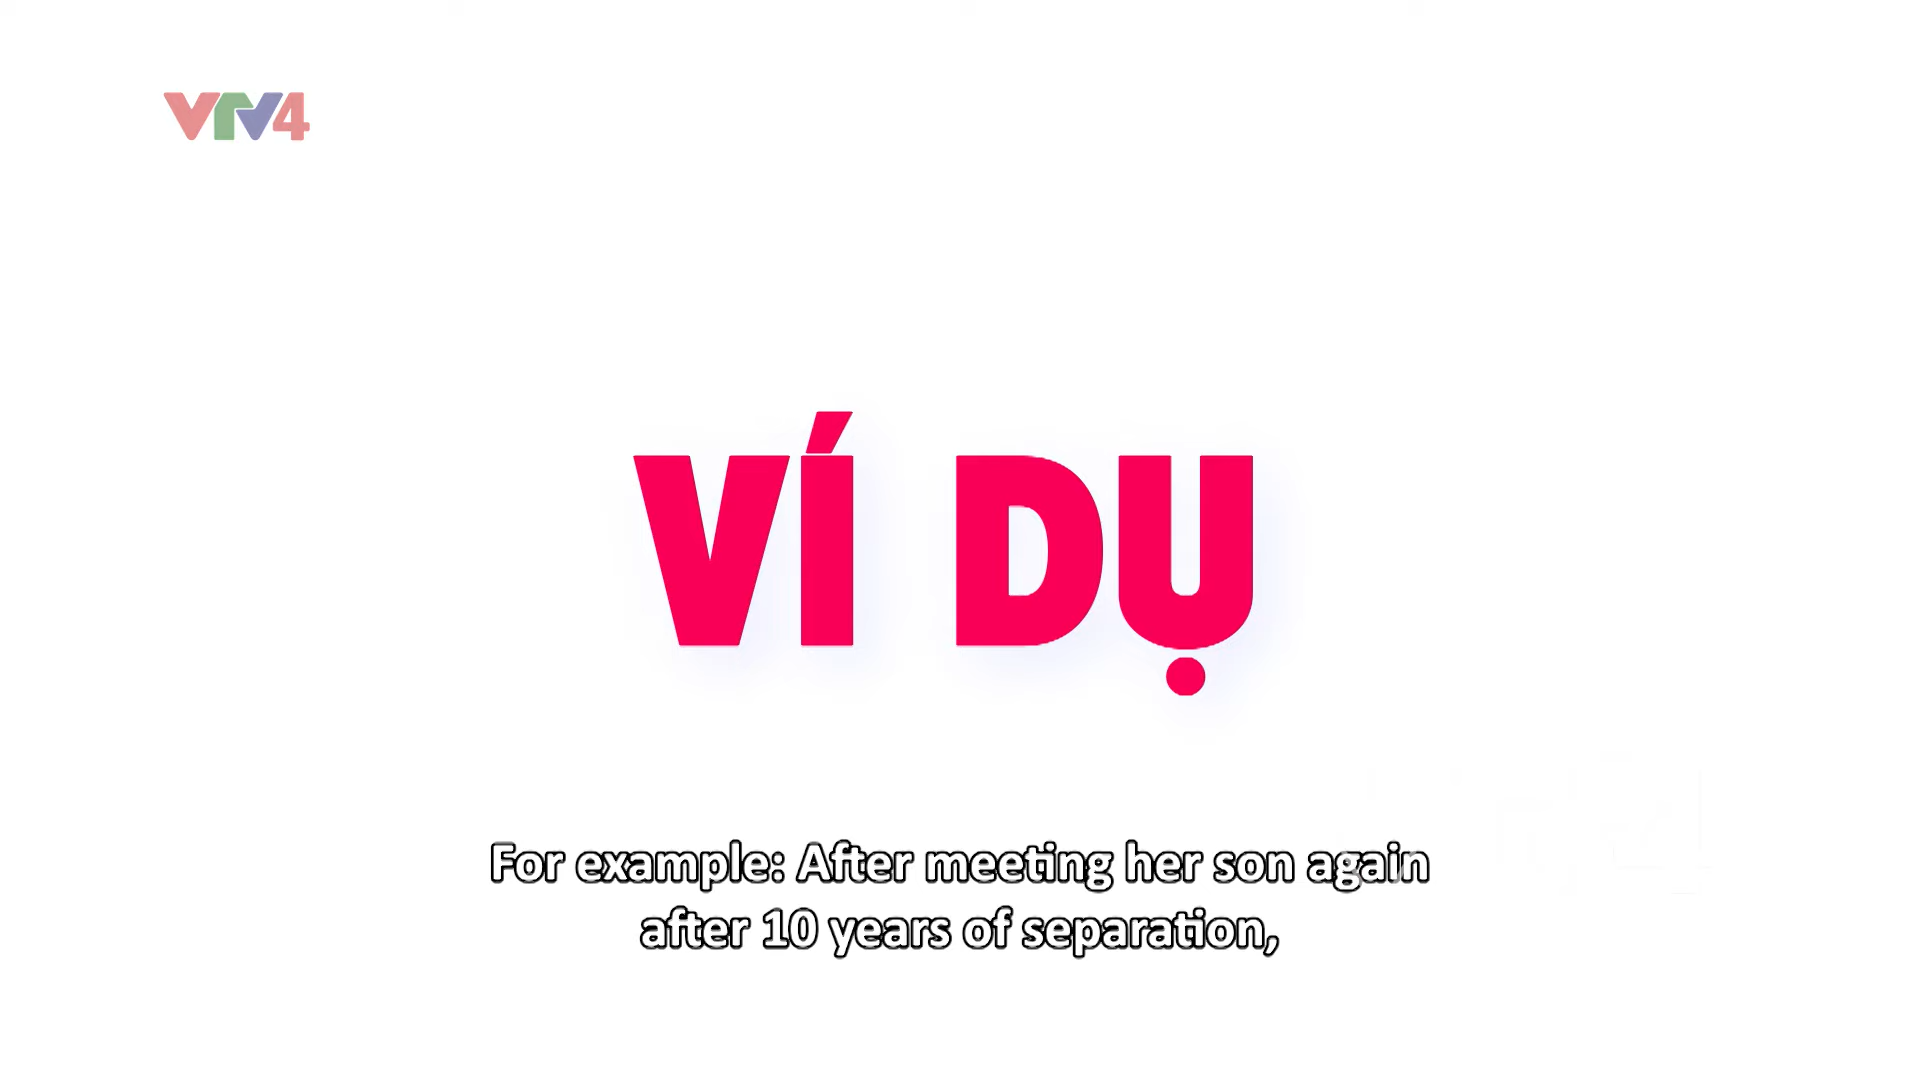 VTV4
VÍ DỤ
For example: After meeting her son again
after 10 years of separation,